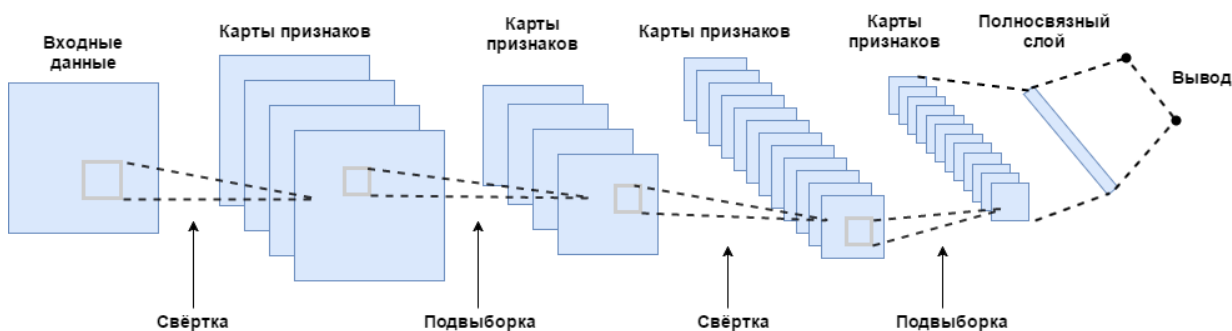 Входные
данные
Карты признаков
Карты
признаков
Карты признаков
Карты
признаков
Полносвязный
слой
Вывод
Свёртка
Подвыборка
Свёртка
Подвыборка